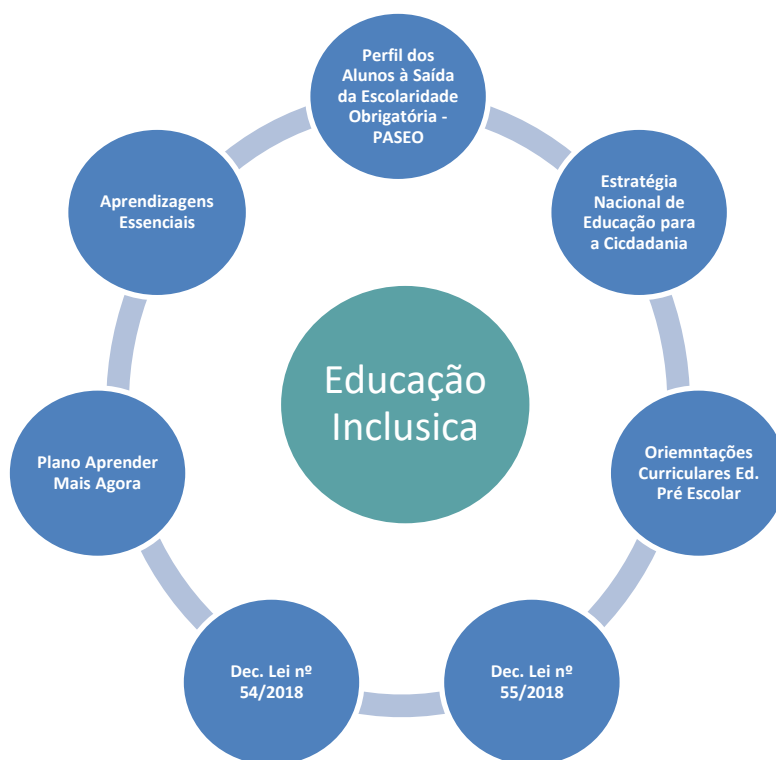 Perfil dos
Alunos à Saída
da Escolaridade
Obrigatória -
PASEO
Estratégia
Nacional de
Educação para
a Cicdadania
Oriemntações
Curriculares Ed.
Pré Escolar
Dec. Lei nº
55/2018
Dec. Lei nº
54/2018
Plano Aprender
Mais Agora
Aprendizagens
Essenciais
Educação
Inclusica